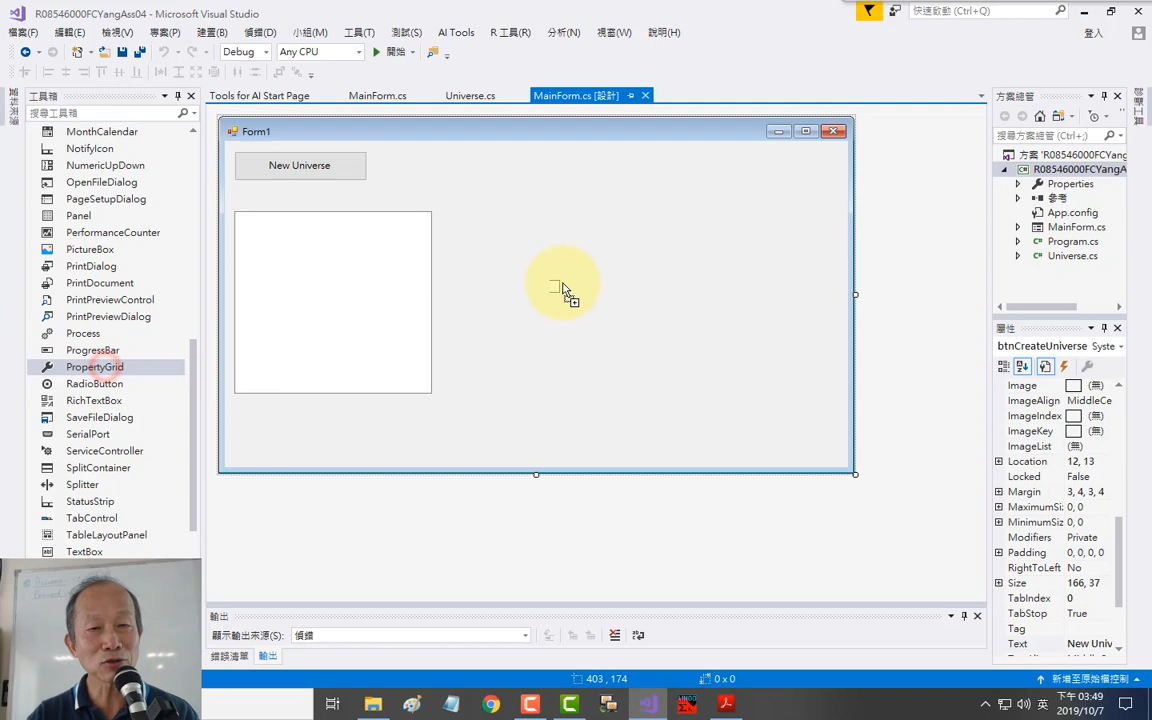 R08546000FCYangAss04 - Microsoft Visual Studio
快速啟動 (Ctrl+Q)
檔案(F) 編輯(E) 檢視(V) 專案(P) 建置(B) 偵錯(D) 小組(M) 工具(T) 測試(S) AI Tools R 工具(R) 分析(N) 視窗(W) 說明(H) 登入
Debug Any CPU 開始
工具箱
搜尋工具箱
MonthCalendar
NotifyIcon
NumericUpDown
OpenFileDialog
PageSetupDialog
Panel
PerformanceCounter
PictureBox
PrintDialog
PrintDocument
PrintPreviewControl
PrintPreviewDialog
Process
ProgressBar
PropertyGrid
RadioButton
RichTextBox
SaveFileDialog
SerialPort
ServiceController
SplitContainer
Splitter
StatusStrip
TabControl
TableLayoutPanel
TextBox
Tools for AI Start Page MainForm.cs Universe.cs MainForm.cs [設計]
Form1
New Universe
輸出
顯示輸出來源(S): 偵錯
錯誤清單 輸出
方案總管
搜尋方案總管 (Ctrl+;)
方案 'R08546000FCYang
R08546000FCYangA
Properties
參考
App.config
MainForm.cs
Program.cs
Universe.cs
屬性
btnCreateUniverse Syste
Image (無)
ImageAlign MiddleCe
ImageIndex (無)
ImageKey (無)
ImageList (無)
Location 12, 13
Locked False
Margin 3, 4, 3, 4
MaximumSiz 0, 0
MinimumSiz 0, 0
Modifiers Private
Padding 0, 0, 0, 0
RightToLeft No
Size 166, 37
TabIndex 0
TabStop True
Tag
Text New Univ
403 , 174 0 x 0 新增至原始檔控制
英 下午 03:49
2019/10/7